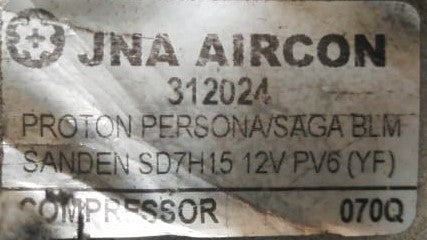 JNA AIRCON
312024
PROTON PERSONA/SAGA BLM
SANDEN SD7H15 12V PV6 (YF)
COMPRESSOR 070Q